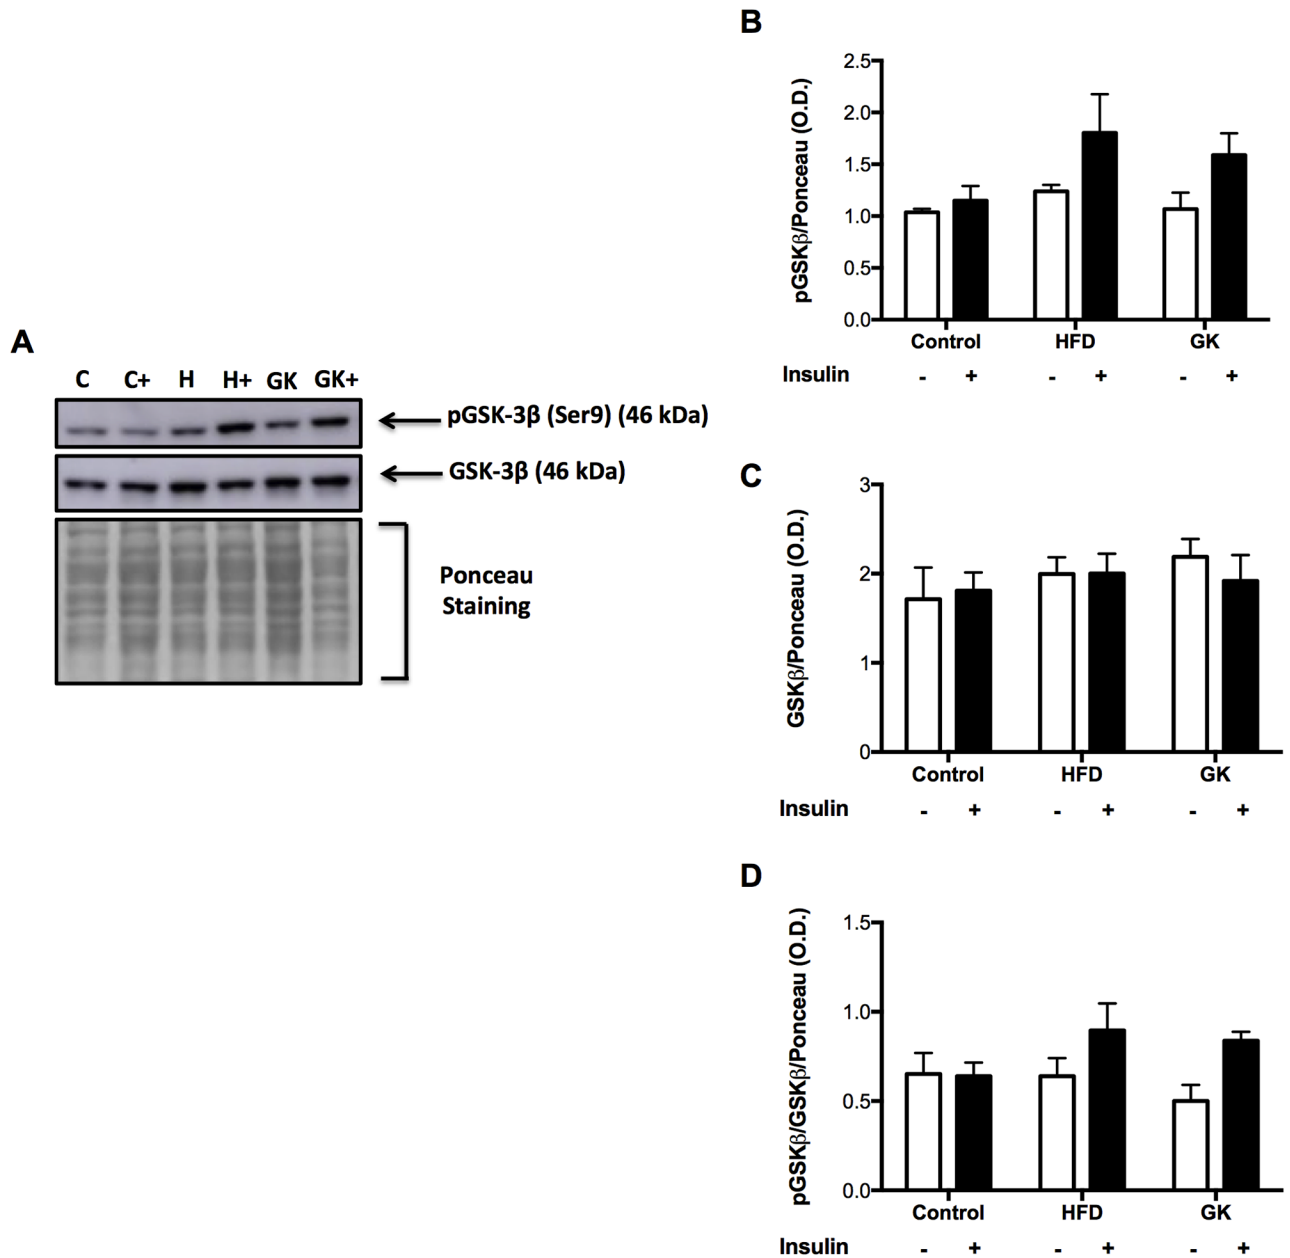 A
C C+ H H+ GK GK+
pGSK-3β (Ser9) (46 kDa)
GSK-3β (46 kDa)
Ponceau
Staining
B
pGSKβ/Ponceau (O.D.)
2.5
2.0
1.5
1.0
0.5
0.0
Control HFD GK
Insulin - + - + - +
C
GSKβ/Ponceau (O.D.)
3
2
1
0
Control HFD GK
Insulin - + - + - +
D
pGSKβ/GSKβ/Ponceau (O.D.)
1.5
1.0
0.5
0.0
Control HFD GK
Insulin - + - + - +